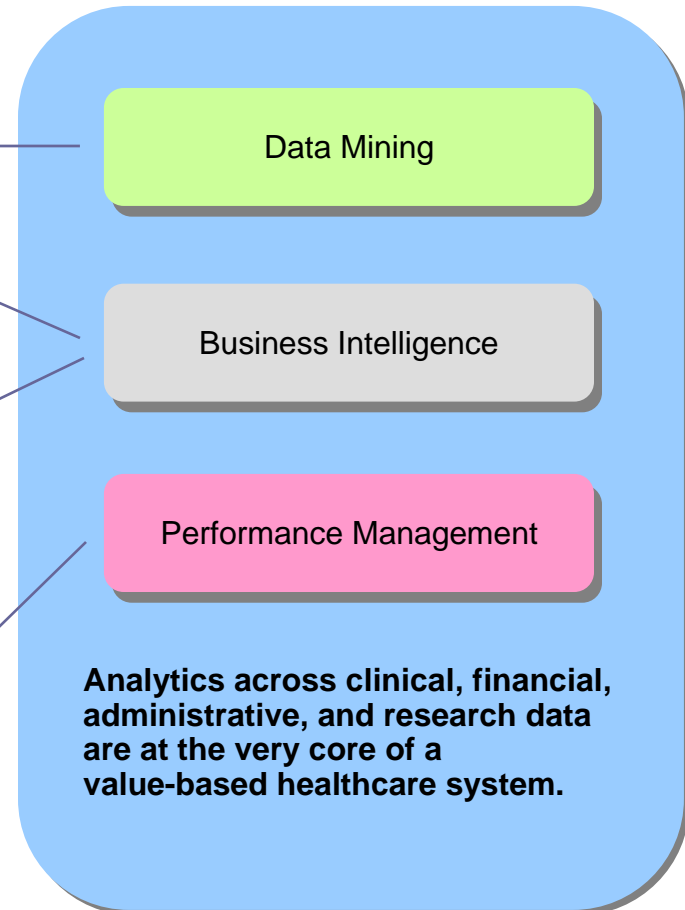 Data Mining
Business Intelligence
Performance Management
Analytics across clinical, financial,
administrative, and research data
are at the very core of a
value-based healthcare system.